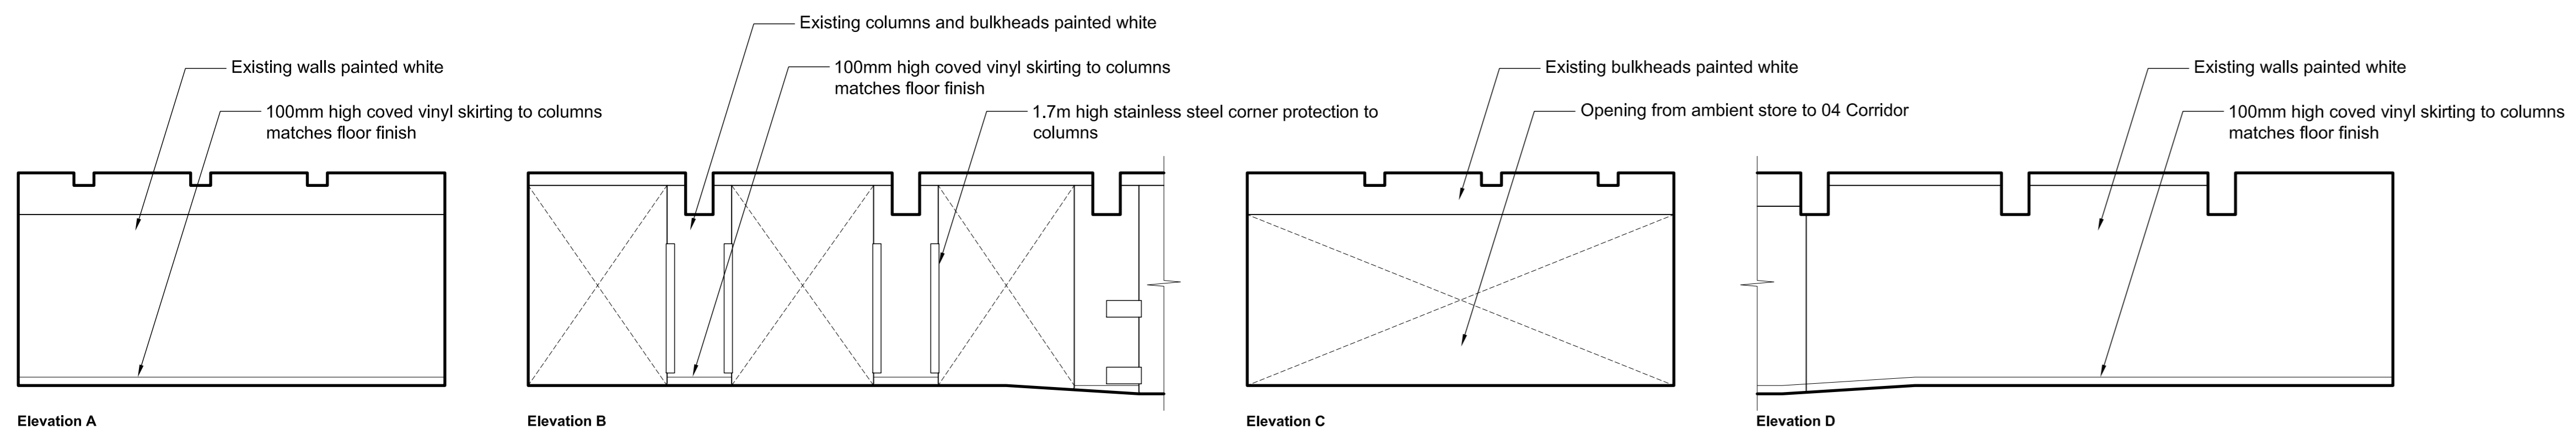 Existing walls painted white
100mm high coved vinyl skirting to columns
matches floor finish
Elevation A
Existing columns and bulkheads painted white
100mm high coved vinyl skirting to columns
matches floor finish
1.7m high stainless steel corner protection to
columns
Elevation B
Existing bulkheads painted white
Opening from ambient store to 04 Corridor
Elevation C
Existing walls painted white
100mm high coved vinyl skirting to columns
matches floor finish
Elevation D